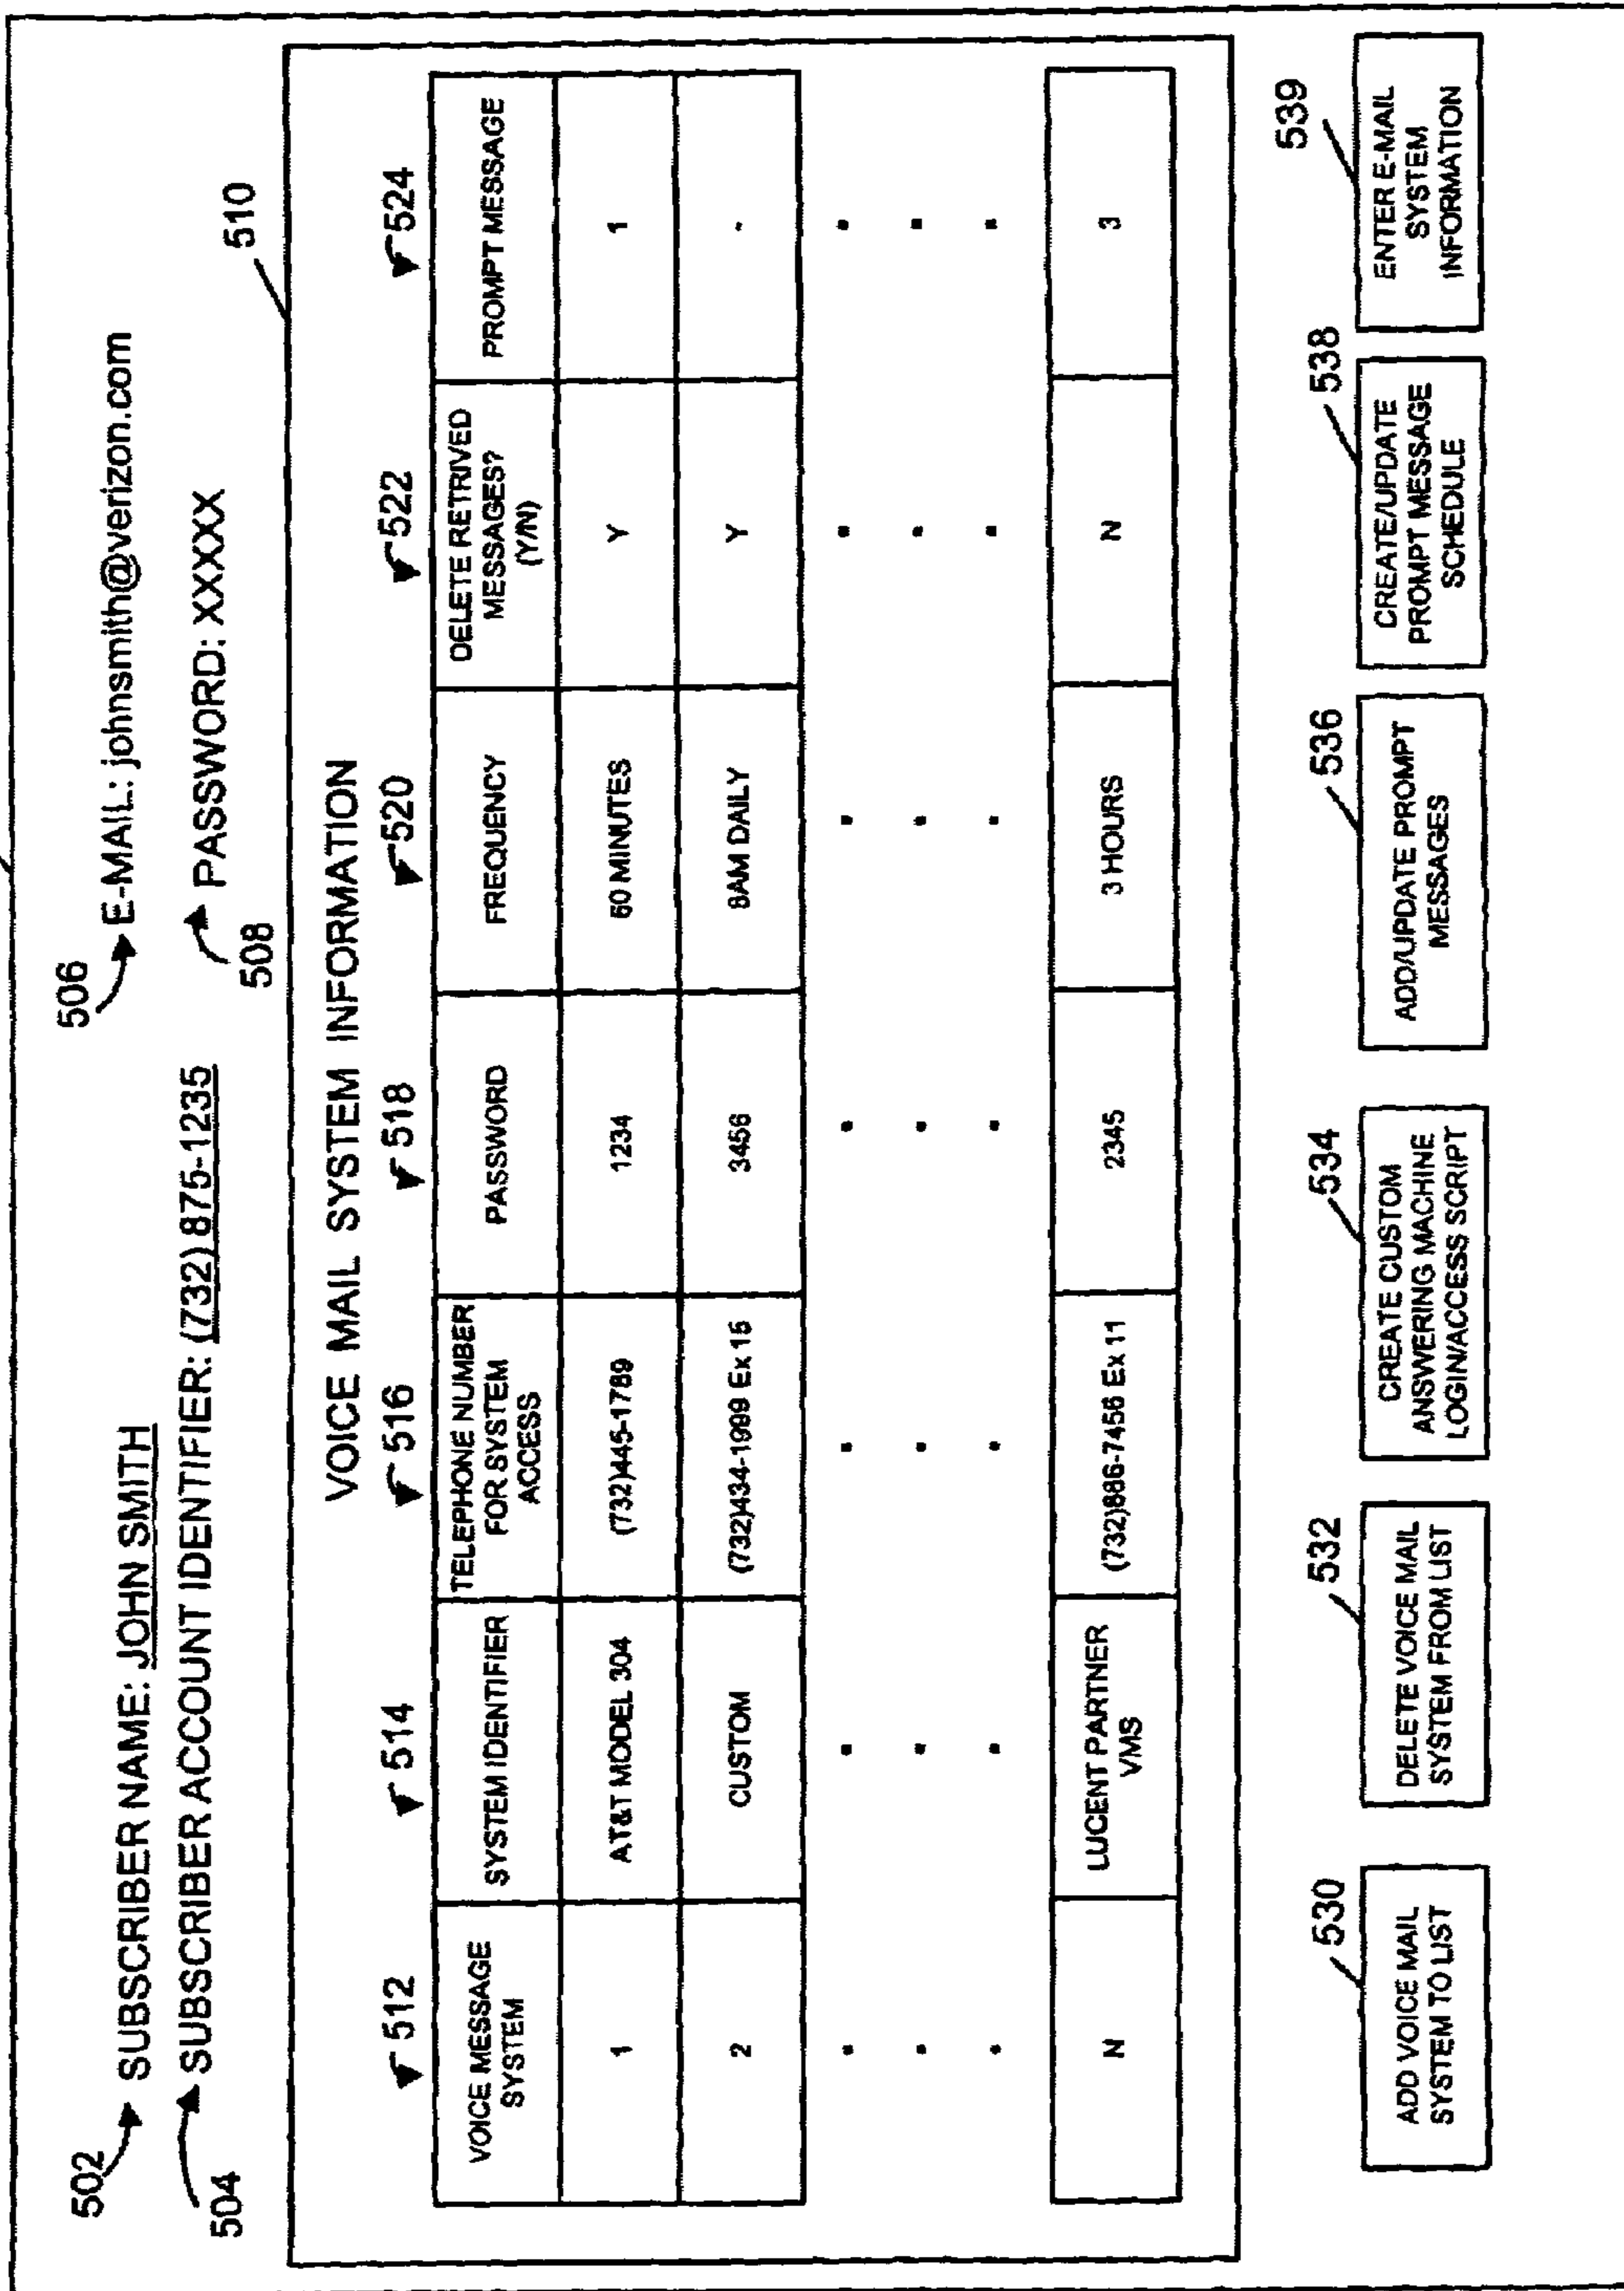 502
SUBSCRIBER NAME: JOHN SMITH
504
SUBSCRIBER ACCOUNT IDENTIFIER: (732) 875-1235
506
E-MAIL: johnsmith@verizon.com
508
PASSWORD: XXXXX
510
VOICE MAIL SYSTEM INFORMATION
512
514
516
518
520
522
524
VOICE MESSAGE
SYSTEM
SYSTEM IDENTIFIER
TELEPHONE NUMBER
FOR SYSTEM
ACCESS
PASSWORD
FREQUENCY
DELETE RETRIVED
MESSAGES?
(Y/N)
PROMPT MESSAGE
1
AT&T MODEL 304
(732)445-1789
1234
60 MINUTES
Y
1
2
CUSTOM
(732)434-1999 Ex 15
3456
8AM DAILY
Y
-
N
LUCENT PARTNER
VMS
(732)886-7456 Ex 11
2345
3 HOURS
N
3
530
ADD VOICE MAIL
SYSTEM TO LIST
532
DELETE VOICE MAIL
SYSTEM FROM LIST
534
CREATE CUSTOM
ANSWERING MACHINE
LOGIN/ACCESS SCRIPT
536
ADD/UPDATE PROMPT
MESSAGES
538
CREATE/UPDATE
PROMPT MESSAGE
SCHEDULE
539
ENTER E-MAIL
SYSTEM
INFORMATION